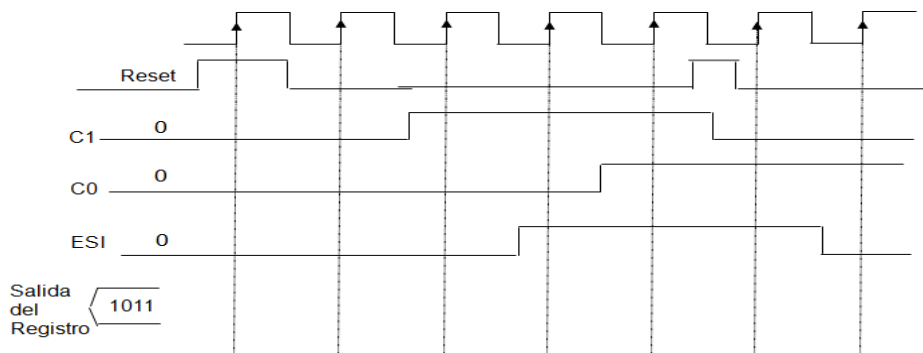 Reset
C1 0
C0 0
ESI 0
Salida
del
Registro
1011